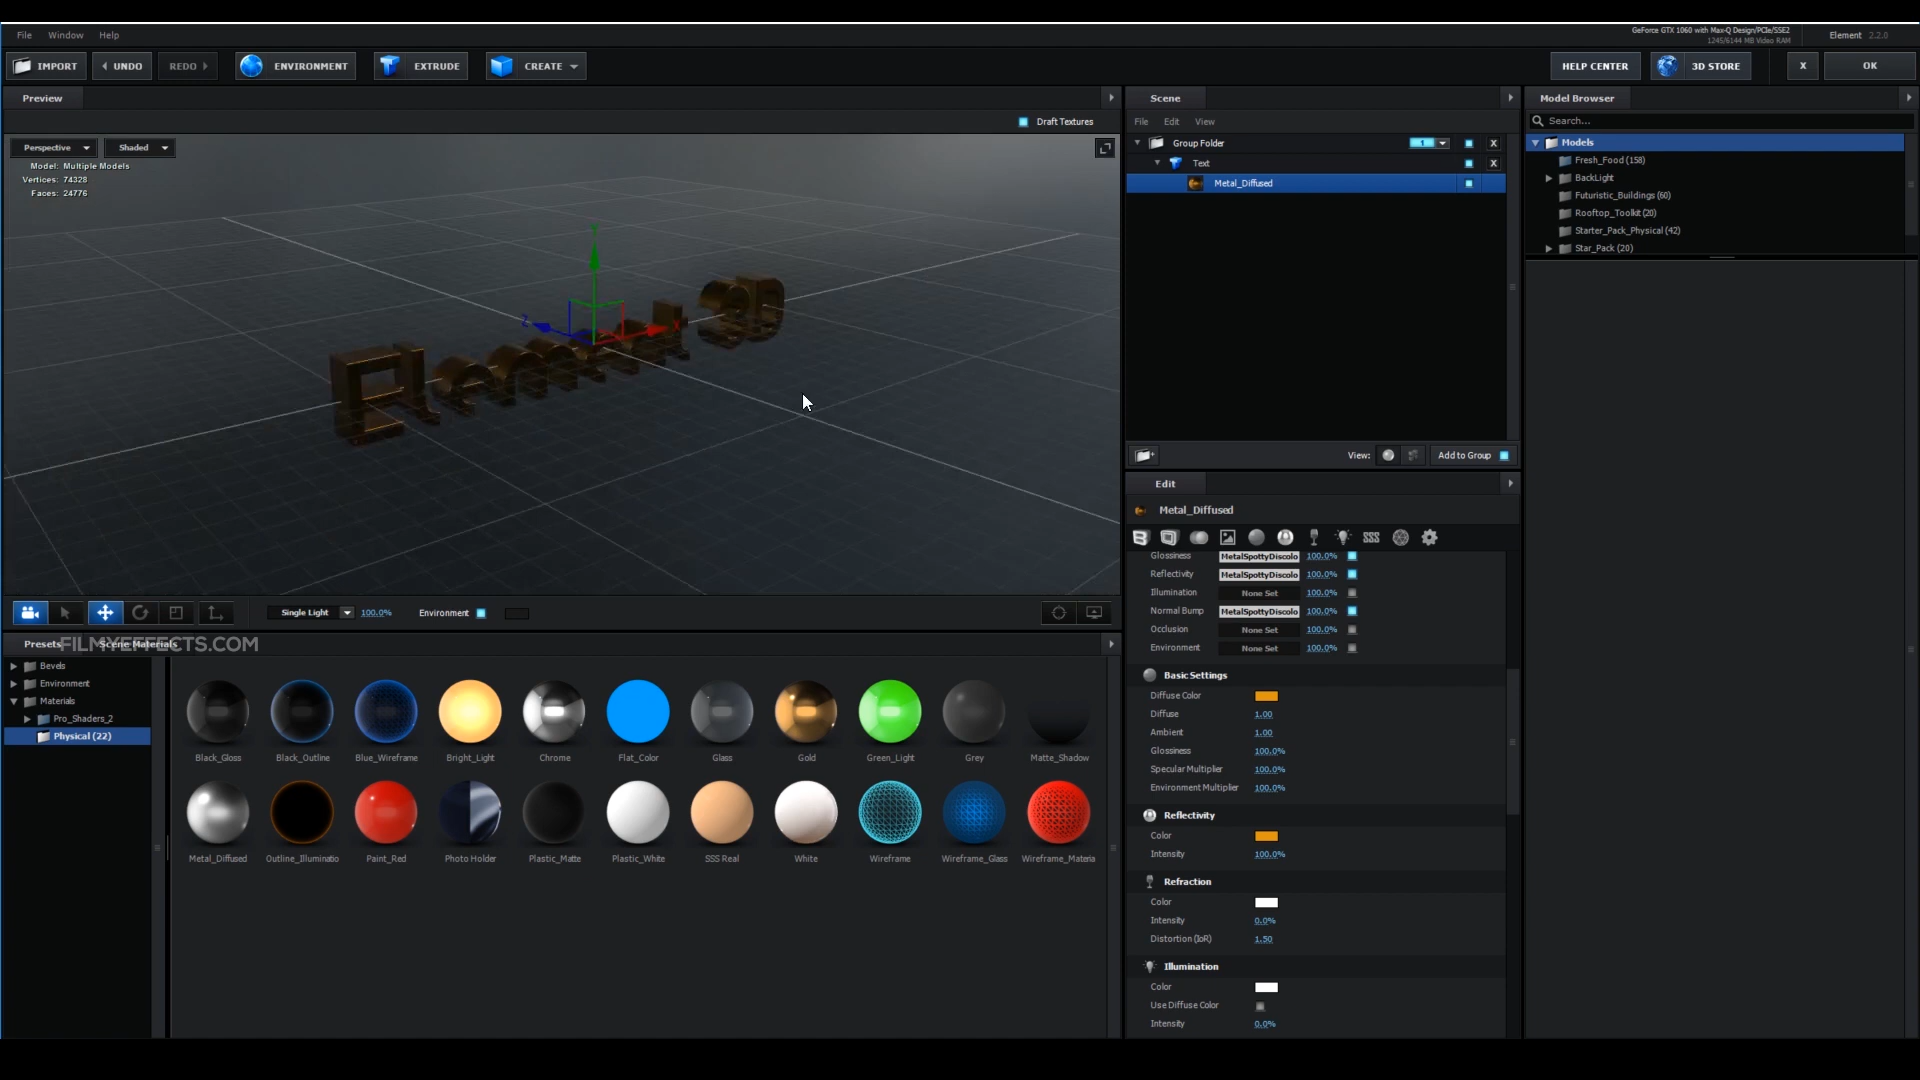 File Window Help
GeForce GTX 1060 with Max-Q Design/PCIe/SSE2
1245/6144 MB Video RAM
Element 2.2.0
IMPORT UNDO REDO ENVIRONMENT EXTRUDE CREATE HELP CENTER 3D STORE X OK
Preview
Draft Textures
Perspective Shaded
Model: Multiple Models
Vertices: 74328
Faces: 24776
Element 3D
Y
Z
X
Single Light 100.0% Environment
Scene
File Edit View
Group Folder 1 X
Text X
Metal_Diffused
View: Add to Group
Model Browser
Search...
Models
Fresh_Food (158)
BackLight
Futuristic_Buildings (60)
Rooftop_Toolkit (20)
Starter_Pack_Physical (42)
Star_Pack (20)
Edit
Metal_Diffused
Glossiness MetalSpottyDiscolo 100.0%
Reflectivity MetalSpottyDiscolo 100.0%
Illumination None Set 100.0%
Normal Bump MetalSpottyDiscolo 100.0%
Occlusion None Set 100.0%
Environment None Set 100.0%
Basic Settings
Diffuse Color
Diffuse 1.00
Ambient 1.00
Glossiness 100.0%
Specular Multiplier 100.0%
Environment Multiplier 100.0%
Reflectivity
Color
Intensity 100.0%
Refraction
Color
Intensity 0.0%
Distortion (IoR) 1.50
Illumination
Color
Use Diffuse Color
Intensity 0.0%
Presets Scene Materials
FILMYEFFECTS.COM
Bevels
Environment
Materials
Pro_Shaders_2
Physical (22)
Black_Gloss Black_Outline Blue_Wireframe Bright_Light Chrome Flat_Color Glass Gold Green_Light Grey Matte_Shadow
Metal_Diffused Outline_Illuminatio Paint_Red Photo Holder Plastic_Matte Plastic_White SSS Real White Wireframe Wireframe_Glass Wireframe_Materia